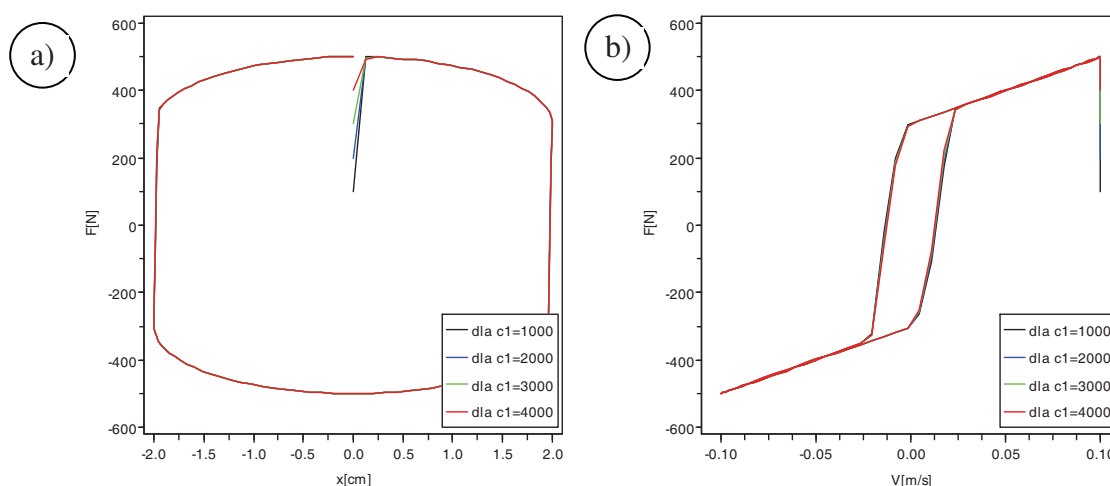 a)
600
400
200
0
-200
-400
-600
F[N]
-2.0 -1.5 -1.0 -0.5 0.0 0.5 1.0 1.5 2.0
x[cm]
dla c1=1000
dla c1=2000
dla c1=3000
dla c1=4000
b)
600
400
200
0
-200
-400
-600
F[N]
-0.10 -0.05 0.00 0.05 0.10
V[m/s]
dla c1=1000
dla c1=2000
dla c1=3000
dla c1=4000